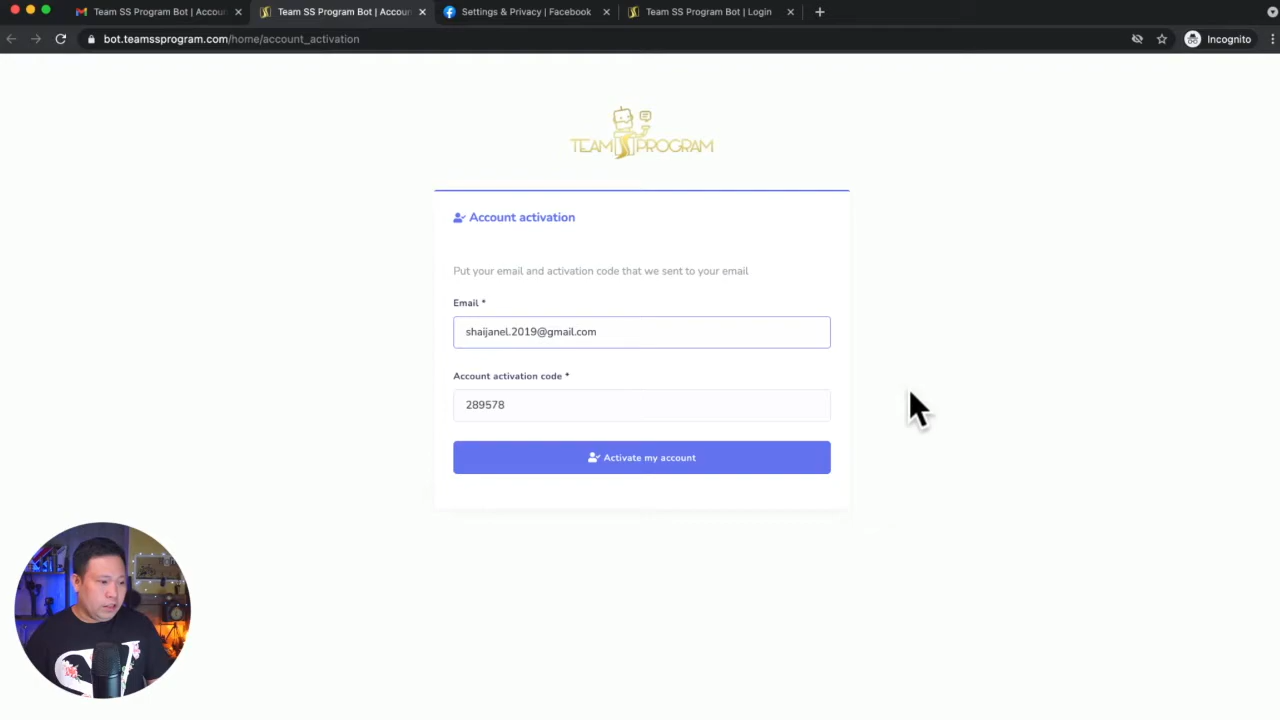 Team SS Program Bot | Accou
Team SS Program Bot | Accou
Settings & Privacy | Facebook
Team SS Program Bot | Login
bot.teamssprogram.com/home/account_activation
Incognito
TEAM PROGRAM
Account activation
Put your email and activation code that we sent to your email
Email *
shaijanel.2019@gmail.com
Account activation code *
289578
Activate my account